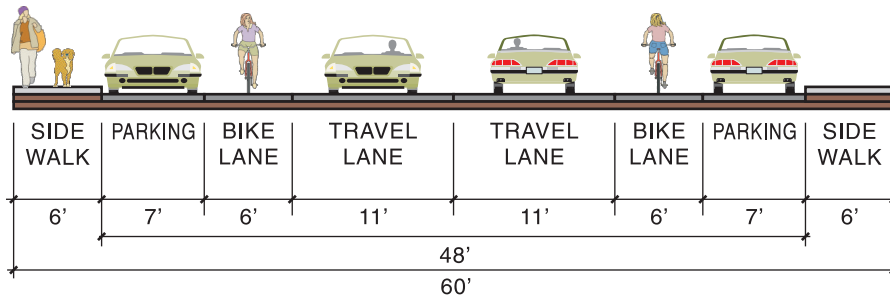 SIDE WALK
PARKING
BIKE LANE
TRAVEL LANE
TRAVEL LANE
BIKE LANE
PARKING
SIDE WALK
6’ 7’ 6’ 11’ 11’ 6’ 7’ 6’
48’
60’